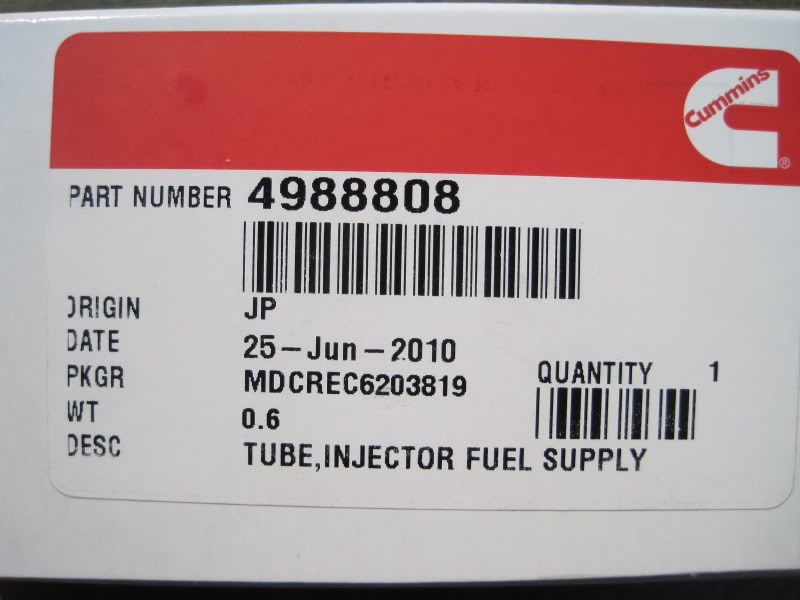 Cummins
®
PART NUMBER 4988808
ORIGIN JP
DATE 25-Jun-2010
PKGR MDCREC6203819
QUANTITY 1
WT 0.6
DESC TUBE,INJECTOR FUEL SUPPLY